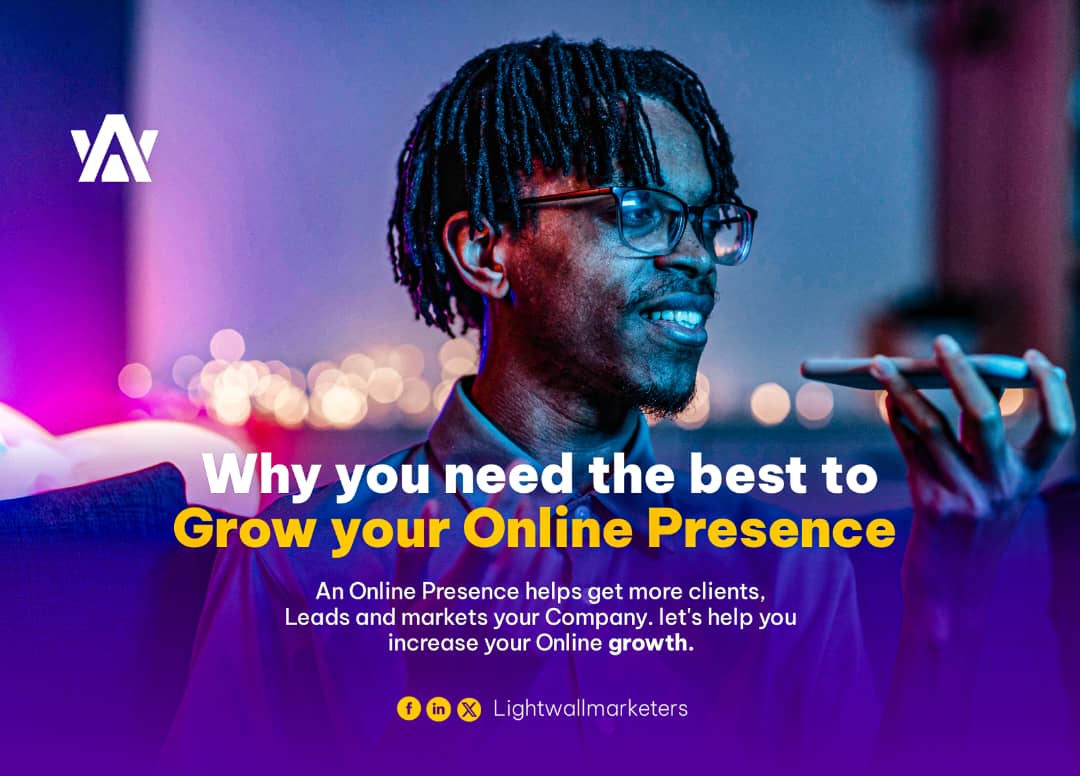 Why you need the best to
Grow your Online Presence
An Online Presence helps get more clients,
Leads and markets your Company. let's help you
increase your Online growth.
Lightwallmarketers